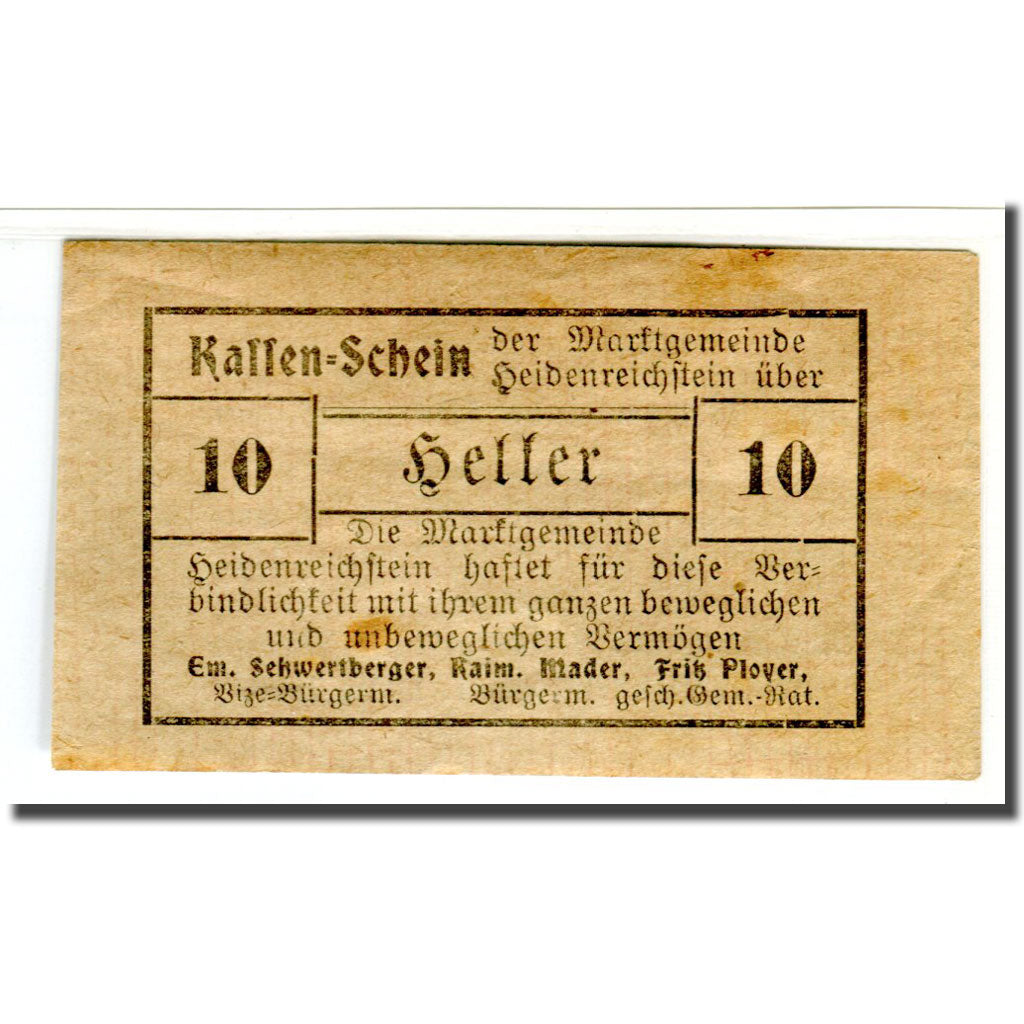 Kassen-Schein der Marktgemeinde
Heidenreichstein über
10 Heller 10
Die Marktgemeinde
Heidenreichstein haftet für diese Ver-
bindlichkeit mit ihrem ganzen beweglichen
und unbeweglichen Vermögen
Em. Schwertberger, Raim. Mader, Fritz Ployer,
Vize-Bürgerm. Bürgerm. gesch. Gem.-Rat.